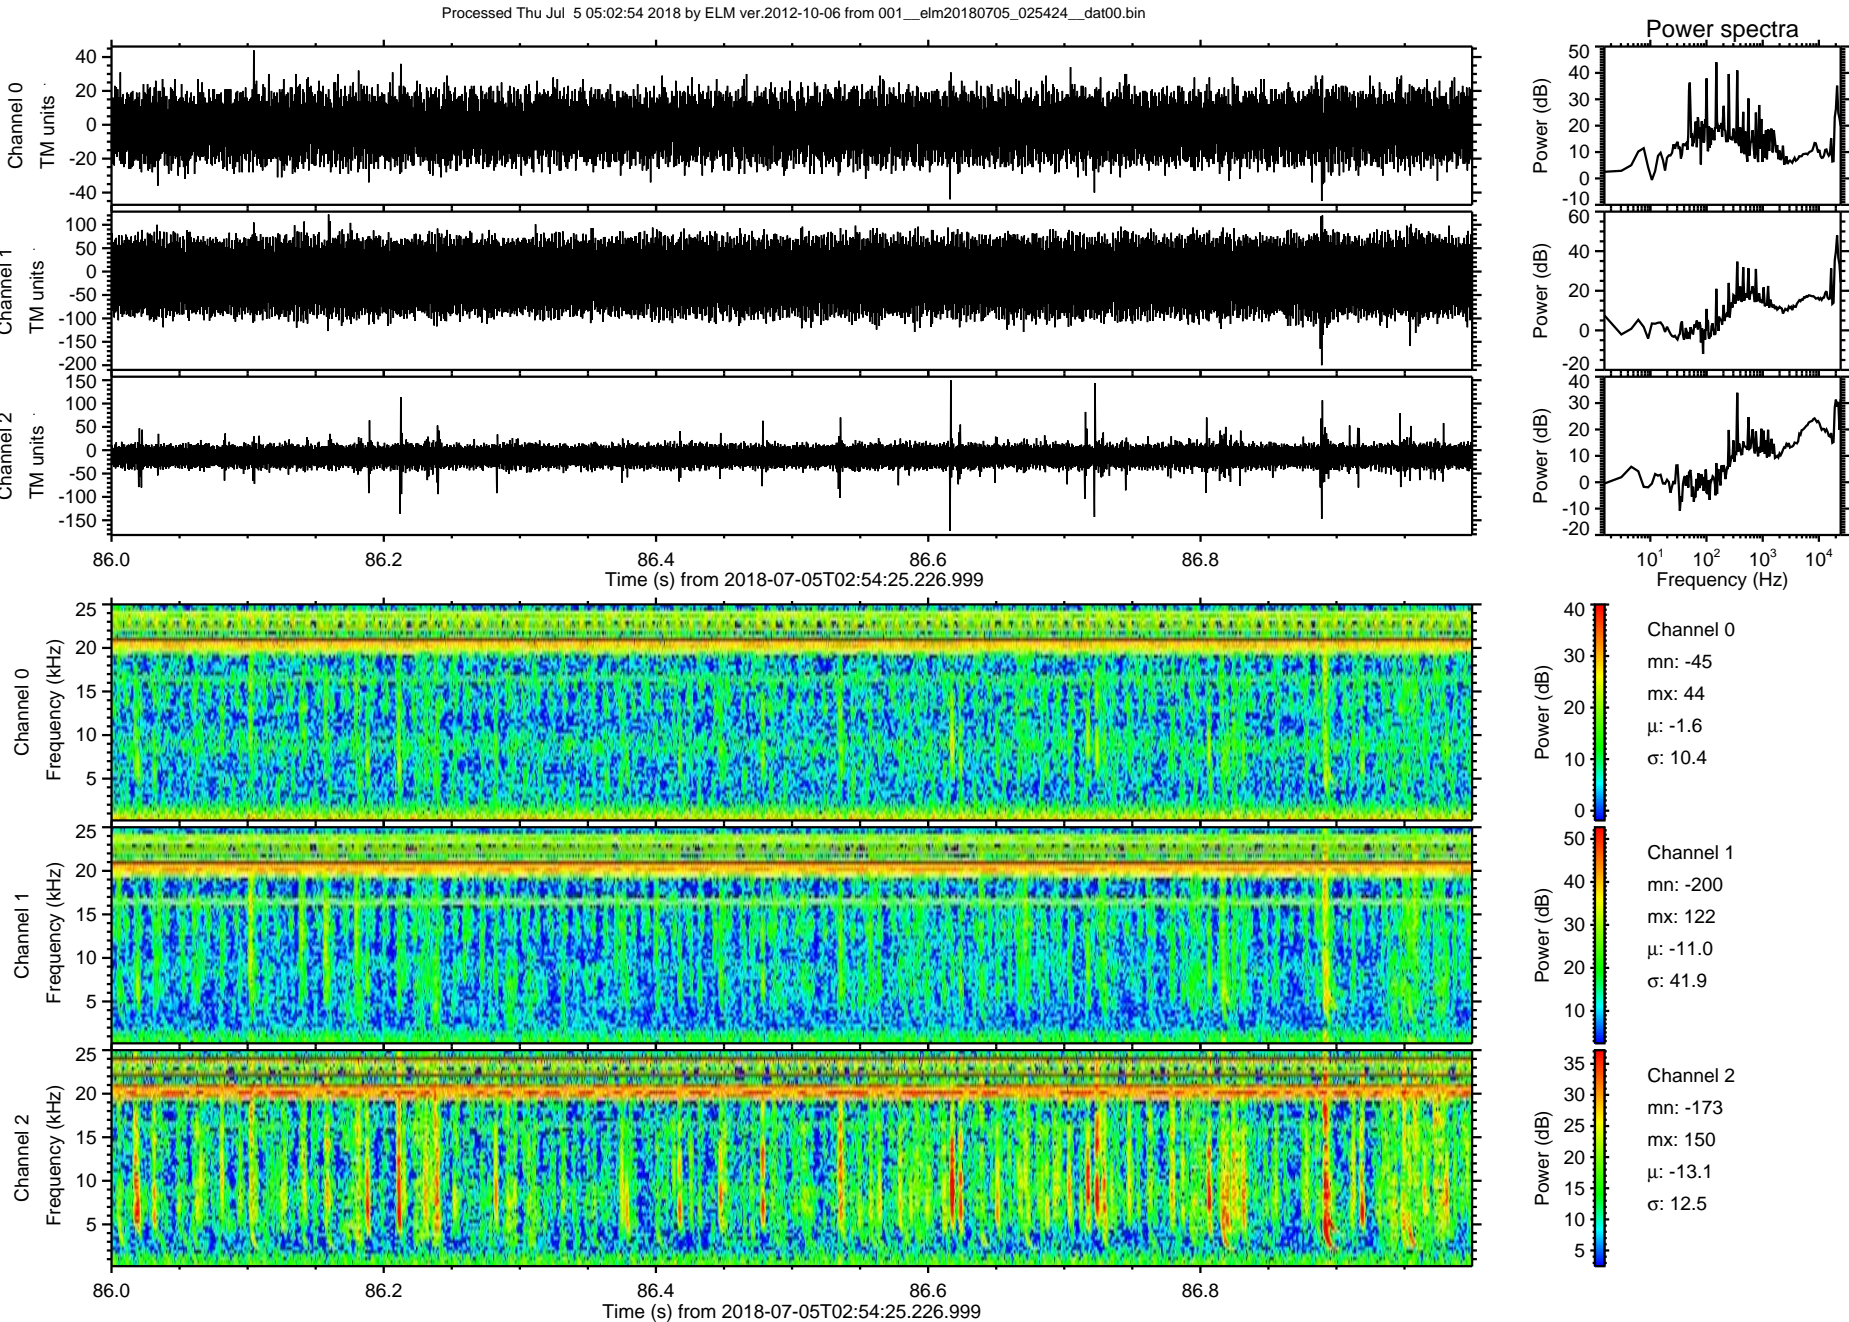 Processed Thu Jul 5 05:02:54 2018 by ELM ver.2012-10-06 from 001__elm20180705_025424__dat00.bin
Power spectra
Channel 0
TM units
40
20
0
-20
-40
Power (dB)
50
40
30
20
10
0
-10
Channel 1
TM units
100
50
0
-50
-100
-150
-200
Power (dB)
60
40
20
0
-20
Channel 2
TM units
150
100
50
0
-50
-100
-150
Power (dB)
40
30
20
10
0
-10
-20
86.0 86.2 86.4 86.6 86.8
Time (s) from 2018-07-05T02:54:25.226.999
10^1 10^2 10^3 10^4
Frequency (Hz)
Channel 0
Frequency (kHz)
25
20
15
10
5
Power (dB)
40
30
20
10
0
Channel 0
mn: -45
mx: 44
μ: -1.6
σ: 10.4
Channel 1
Frequency (kHz)
25
20
15
10
5
Power (dB)
50
40
30
20
10
Channel 1
mn: -200
mx: 122
μ: -11.0
σ: 41.9
Channel 2
Frequency (kHz)
25
20
15
10
5
Power (dB)
35
30
25
20
15
10
5
Channel 2
mn: -173
mx: 150
μ: -13.1
σ: 12.5
86.0 86.2 86.4 86.6 86.8
Time (s) from 2018-07-05T02:54:25.226.999